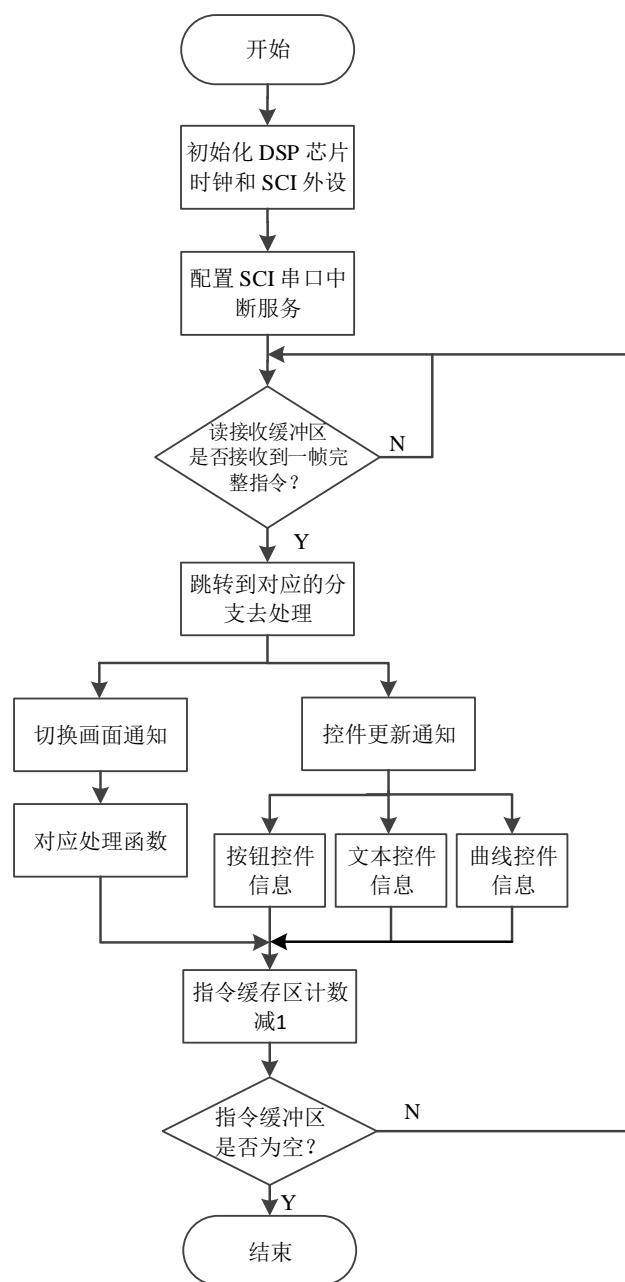 开始
初始化 DSP 芯片
时钟和 SCI 外设
配置 SCI 串口中
断服务
读接收缓冲区
是否接收到一帧完
整指令？
N
Y
跳转到对应的分
支去处理
切换画面通知
控件更新通知
对应处理函数
按钮控件
信息
文本控件
信息
曲线控件
信息
指令缓存区计数
减1
指令缓冲区
是否为空？
N
Y
结束